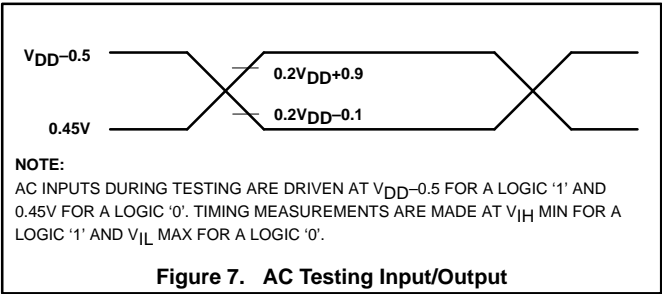 VDD–0.5
0.2VDD+0.9
0.2VDD–0.1
0.45V
NOTE:
AC INPUTS DURING TESTING ARE DRIVEN AT VDD–0.5 FOR A LOGIC ‘1’ AND
0.45V FOR A LOGIC ‘0’. TIMING MEASUREMENTS ARE MADE AT VIH MIN FOR A
LOGIC ‘1’ AND VIL MAX FOR A LOGIC ‘0’.
Figure 7. AC Testing Input/Output